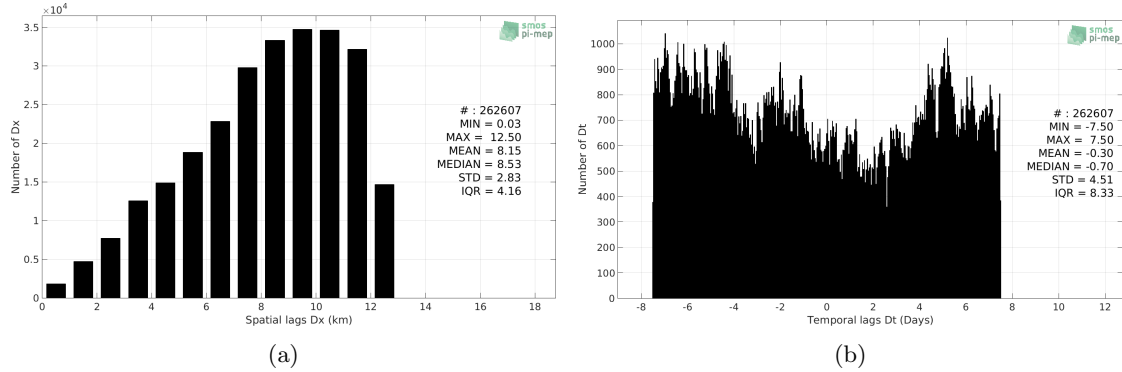 ×10⁴
3.5
3
2.5
2
1.5
1
0.5
0
Number of Dx
0 2 4 6 8 10 12 14 16 18
Spatial lags Dx (km)
smos
pi-mep
# : 262607
MIN = 0.03
MAX = 12.50
MEAN = 8.15
MEDIAN = 8.53
STD = 2.83
IQR = 4.16
(a)
1000
900
800
700
600
500
400
300
200
100
0
Number of Dt
-8 -6 -4 -2 0 2 4 6 8 10 12
Temporal lags Dt (Days)
smos
pi-mep
# : 262607
MIN = -7.50
MAX = 7.50
MEAN = -0.30
MEDIAN = -0.70
STD = 4.51
IQR = 8.33
(b)